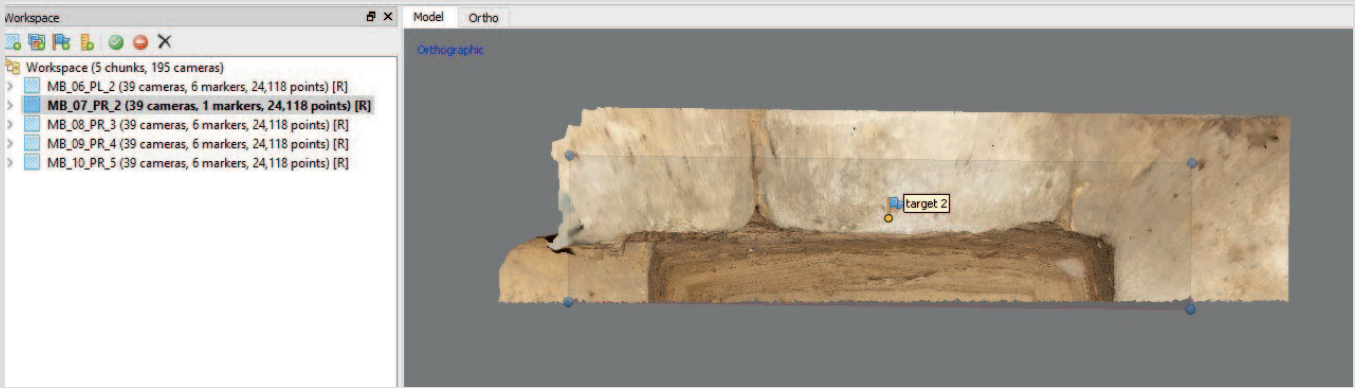 Workspace
Model Ortho
Workspace (5 chunks, 195 cameras)
MB_06_PL_2 (39 cameras, 6 markers, 24,118 points) [R]
MB_07_PR_2 (39 cameras, 1 markers, 24,118 points) [R]
MB_08_PR_3 (39 cameras, 6 markers, 24,118 points) [R]
MB_09_PR_4 (39 cameras, 6 markers, 24,118 points) [R]
MB_10_PR_5 (39 cameras, 6 markers, 24,118 points) [R]
Orthographic
target 2